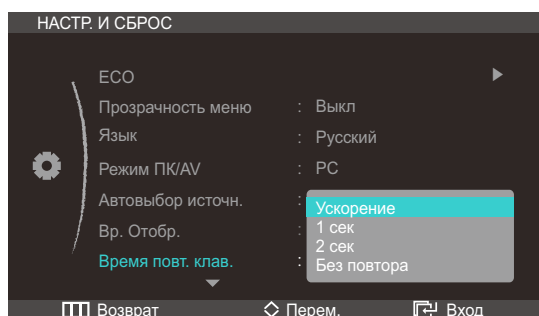 НАСТР. И СБРОС
ECO
Прозрачность меню : Выкл
Язык : Русский
Режим ПК/AV : PC
Автовыбор источн. :
Вр. Отобр. :
Время повт. клав. :
Ускорение
1 сек
2 сек
Без повтора
Возврат Перем. Вход